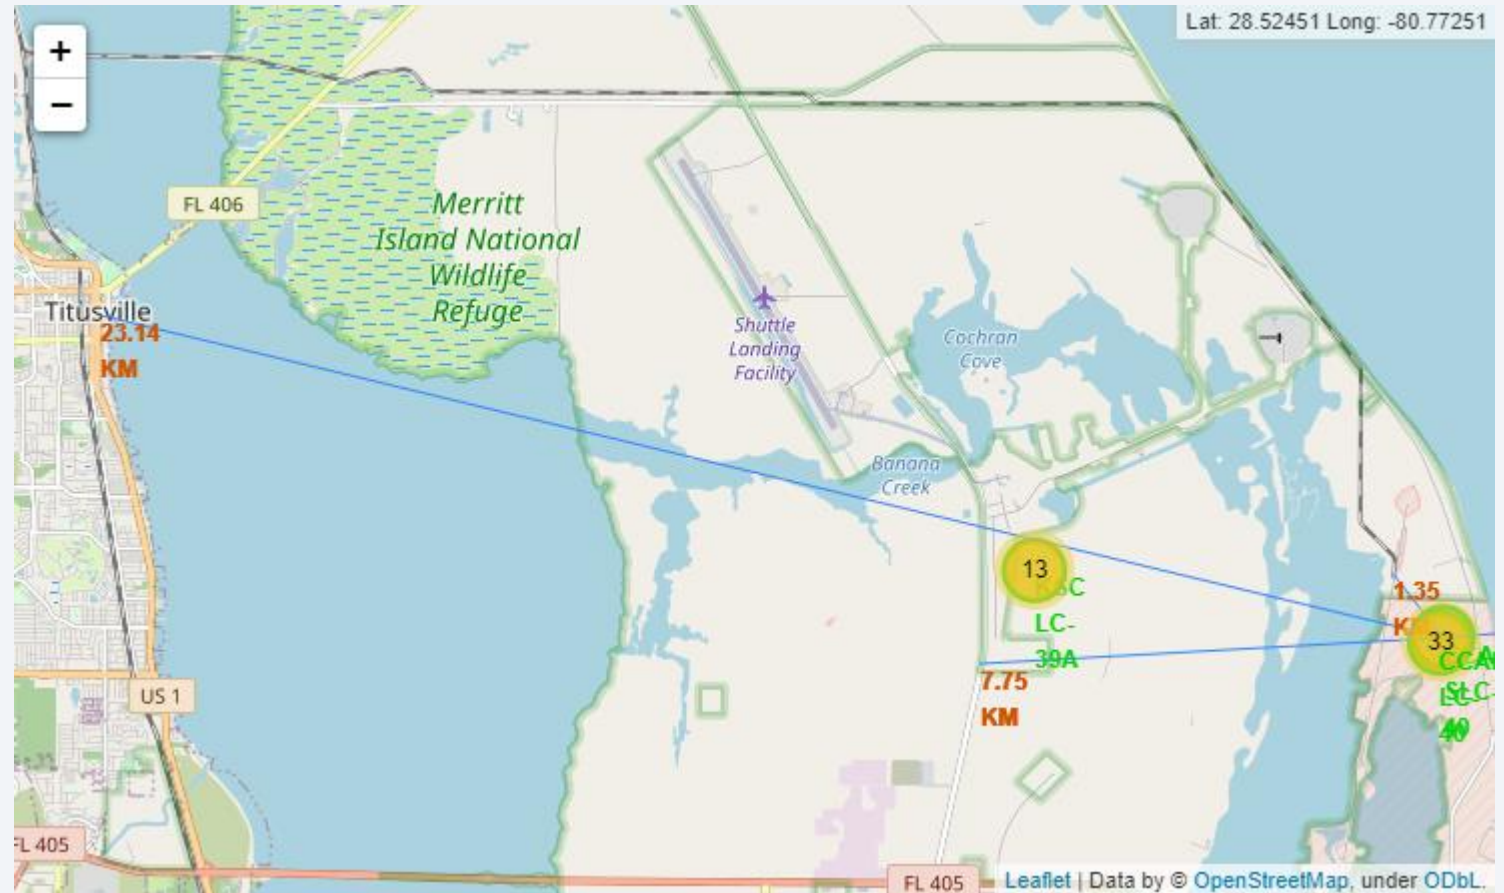 +
Lat: 28.52451 Long: -80.77251
−
FL 406
Merritt
Island National
Wildlife
Refuge
Titusville
23.14
KM
Shuttle
Landing
Facility
Cochran
Cove
Banana
Creek
13
KSC
LC-
39A
1.35
33
7.75
KM
US 1
40
FL 405
FL 405
Leaflet | Data by © OpenStreetMap, under ODbL.